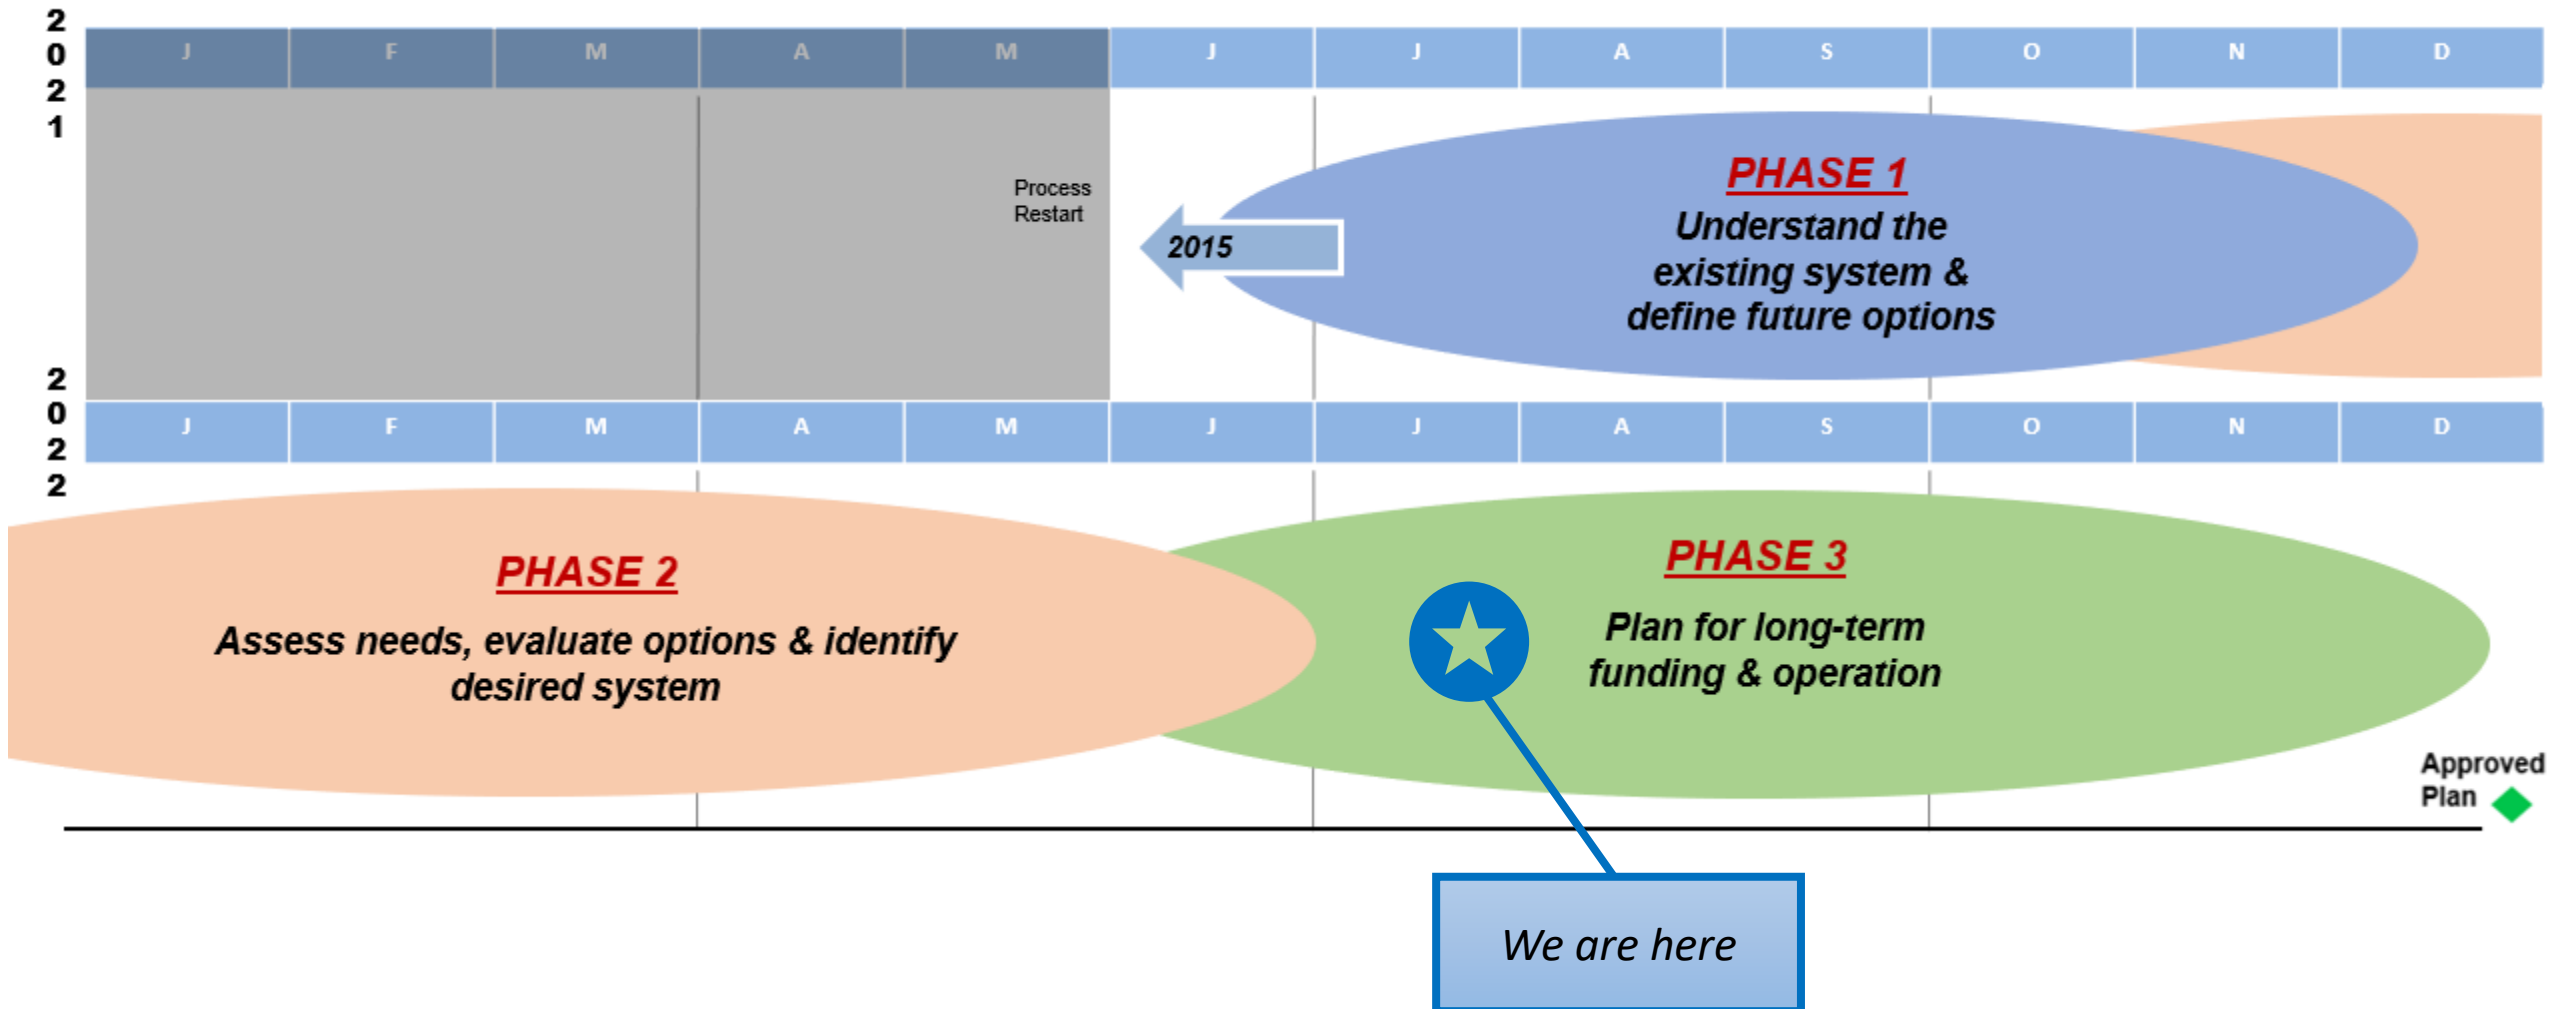 2
0
2
1
J F M A M J J A S O N D
Process
Restart
2015
PHASE 1
Understand the
existing system &
define future options
2
0
2
2
J F M A M J J A S O N D
PHASE 2
Assess needs, evaluate options & identify
desired system
PHASE 3
Plan for long-term
funding & operation
Approved
Plan
We are here